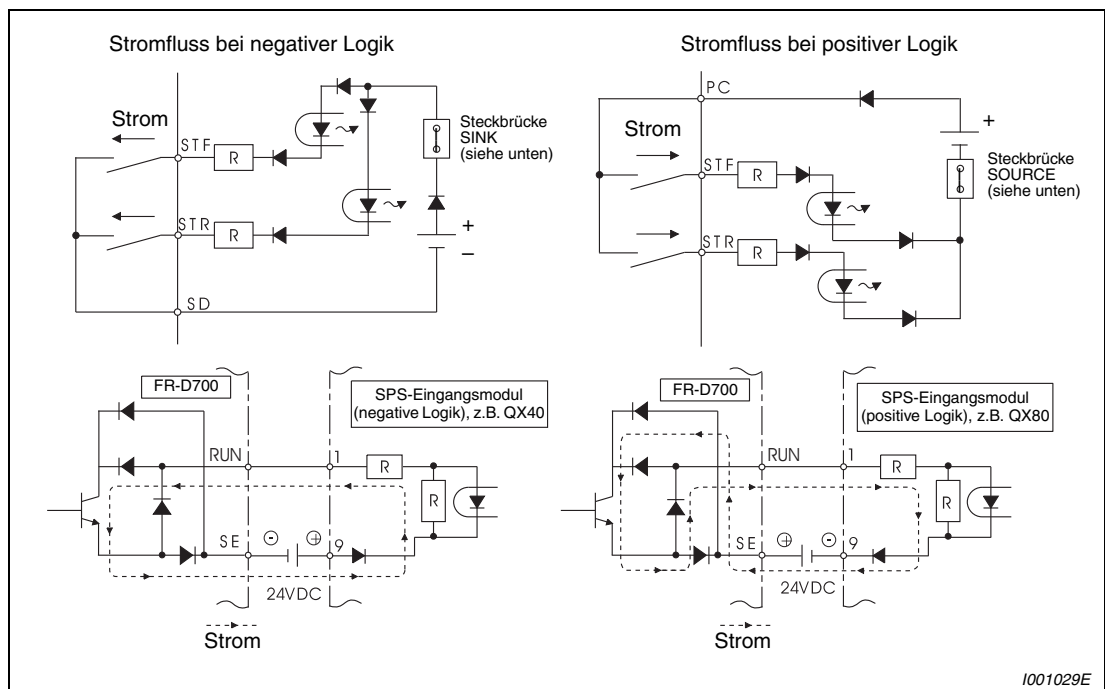 Stromfluss bei negativer Logik
Strom
STF
R
STR
R
SD
Steckbrücke
SINK
(siehe unten)
+
–
Stromfluss bei positiver Logik
PC
Strom
STF
R
STR
R
+
Steckbrücke
SOURCE
(siehe unten)
FR-D700
SPS-Eingangsmodul
(negative Logik), z.B. QX40
RUN
1
R
R
SE
⊖
⊕
9
24VDC
Strom
FR-D700
SPS-Eingangsmodul
(positive Logik), z.B. QX80
RUN
1
R
R
SE
⊕
⊖
9
24VDC
Strom
I001029E